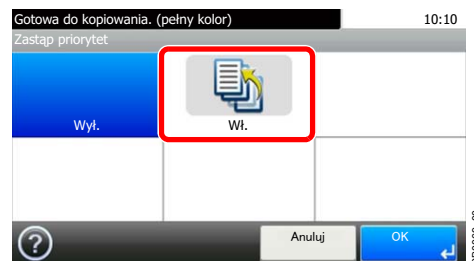 Gotowa do kopiowania. (pełny kolor) 10:10
Zastąp priorytet
Wył. Wł.
Anuluj OK